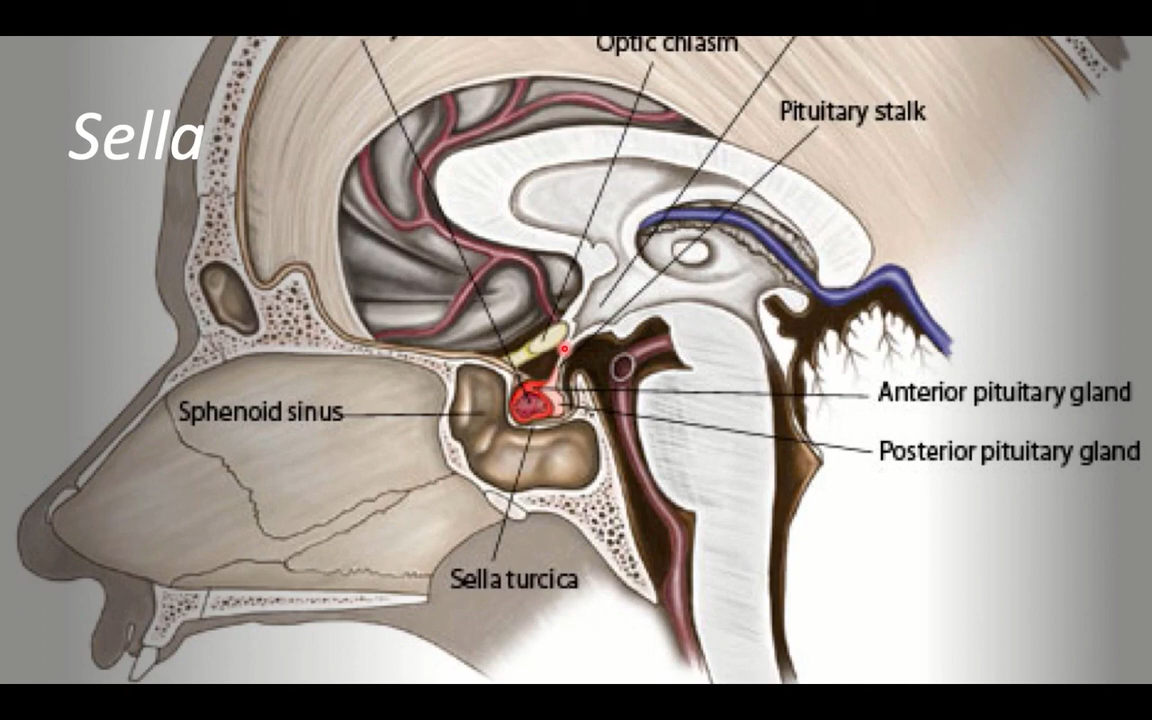 Optic chiasm
Sella
Pituitary stalk
Anterior pituitary gland
Sphenoid sinus
Posterior pituitary gland
Sella turcica